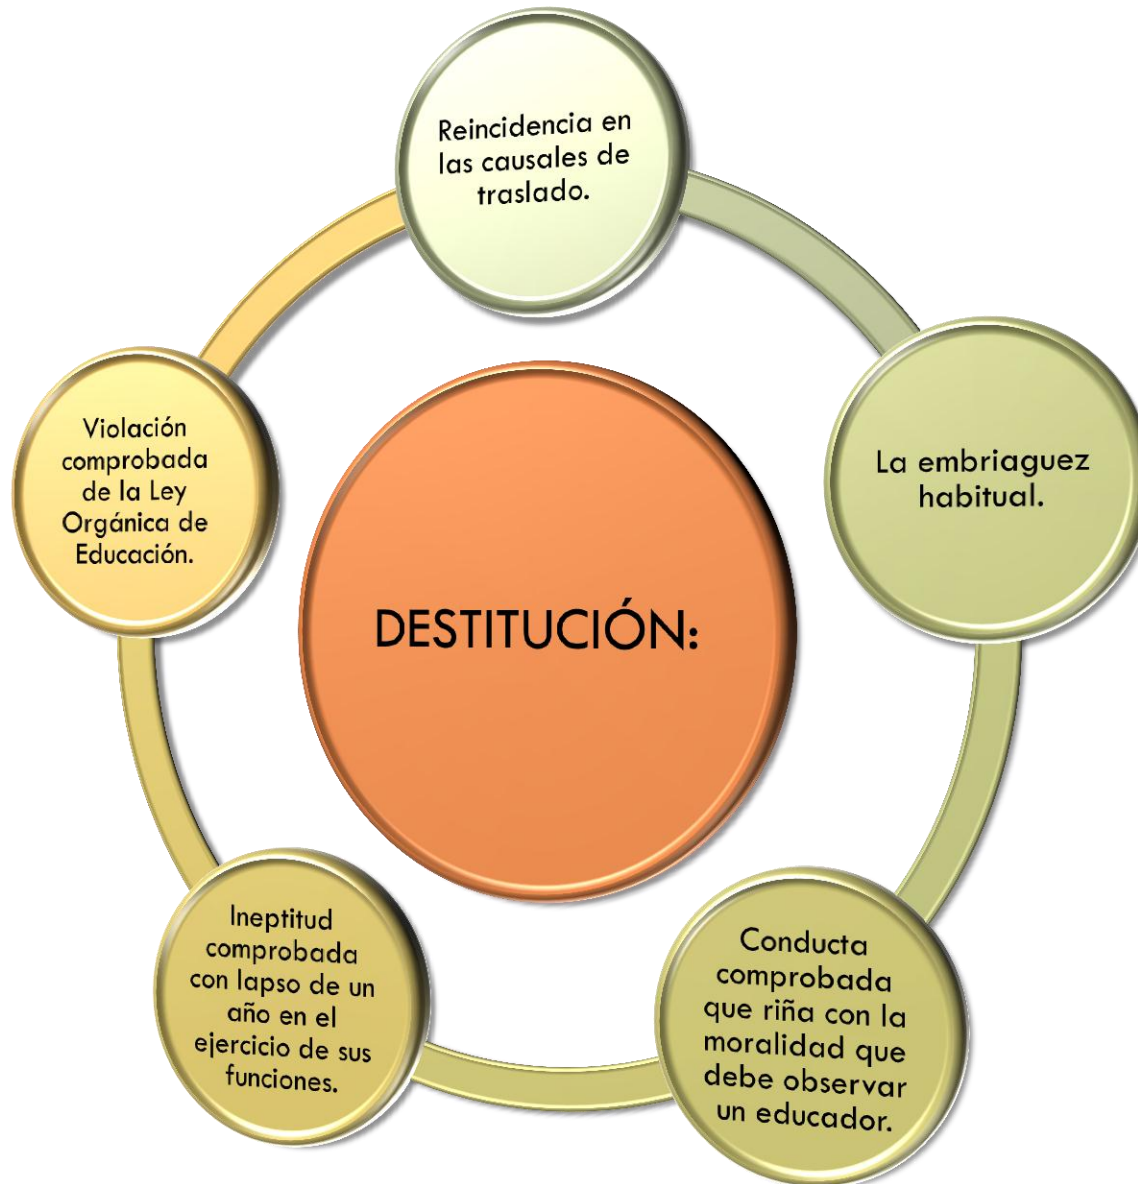 Reincidencia en
las causales de
traslado.
La embriaguez
habitual.
Conducta
comprobada
que riña con la
moralidad que
debe observar
un educador.
Ineptitud
comprobada
con lapso de un
año en el
ejercicio de sus
funciones.
Violación
comprobada
de la Ley
Orgánica de
Educación.
DESTITUCIÓN: